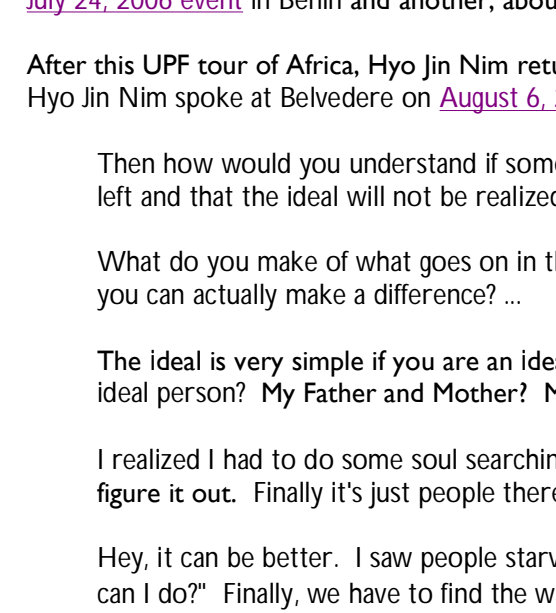 July 24, 2006 event in Benin and another, abou
After this UPF tour of Africa, Hyo Jin Nim retu
Hyo Jin Nim spoke at Belvedere on August 6,
Then how would you understand if some
left and that the ideal will not be realized
What do you make of what goes on in th
you can actually make a difference? ...
The ideal is very simple if you are an idea
ideal person?  My Father and Mother?  M
I realized I had to do some soul searchin
figure it out.  Finally it's just people there
Hey, it can be better.  I saw people starv
can I do?"  Finally, we have to find the w